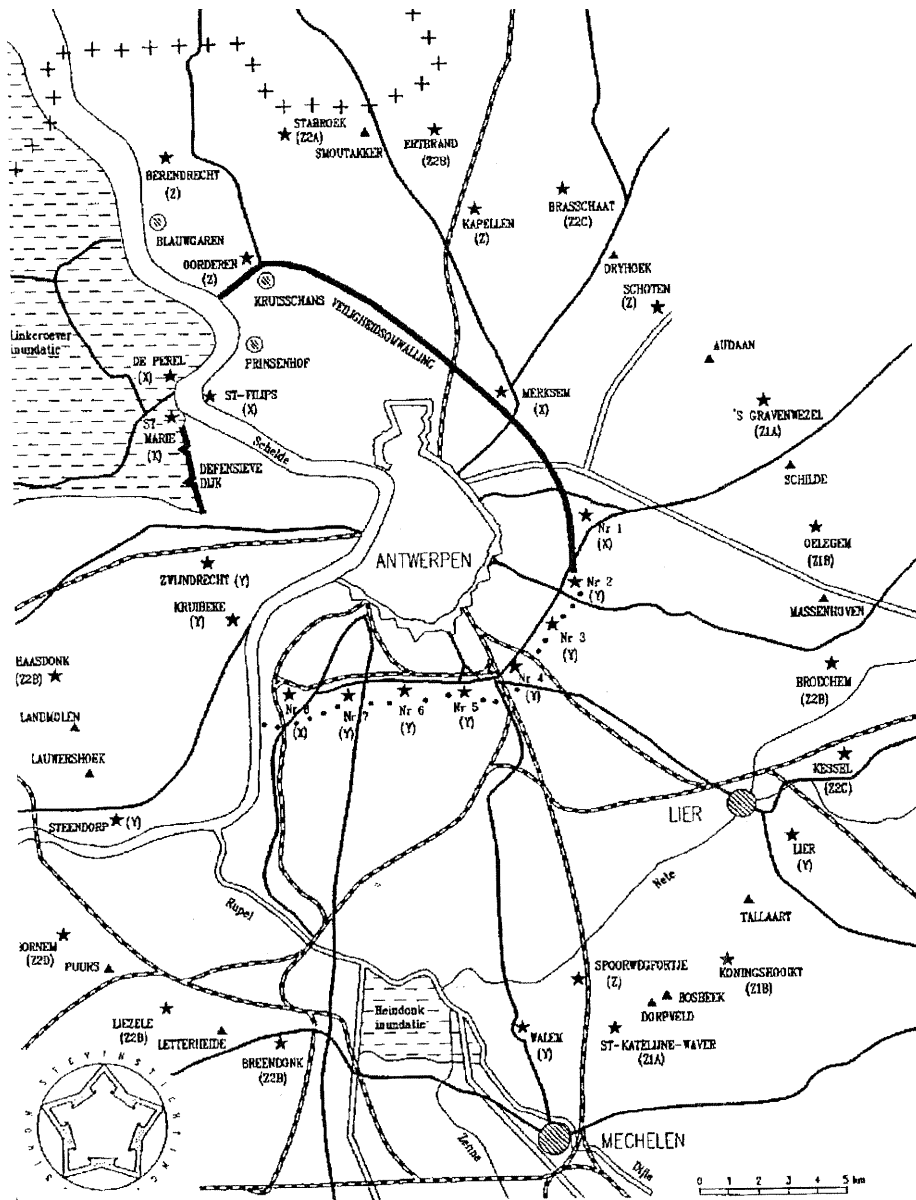 STABROEK
(Z2A)
SMOUTAKKER
ERTBRAND
(Z2B)
BERENDRECHT
(Z)
BRASSCHAAT
(Z2C)
KAPELLEN
(Z)
BLAUWGAREN
OORDEREN
(Z)
DRYHOEK
SCHOTEN
(Z)
KRUISSCHANS
VEILIGHEIDSOMWALLING
Linkeroever
inundatie
PRINSENHOF
AUDAAN
DE PEREL
(X)
ST-FILIPS
(X)
MERKSEM
(X)
'S GRAVENWEZEL
(Z1A)
ST-
MARIE
(X)
Schelde
DEFENSIEVE
DIJK
SCHILDE
Nr 1
(X)
OELEGEM
(Z1B)
ANTWERPEN
ZWIJNDRECHT (Y)
Nr 2
(Y)
MASSENHOVEN
KRUIBEKE
(Y)
Nr 3
(Y)
HAASDONK
(Z2B)
BROECHEM
(Z2B)
Nr 4
(Y)
Nr 8
(X)
Nr 7
(Y)
Nr 6
(Y)
Nr 5
(Y)
LANDMOLEN
LAUWERSHOEK
KESSEL
(Z2C)
STEENDORP (Y)
LIER
LIER
(Y)
Nete
Rupel
TALLAART
BORNEM
(Z2D)
PUURS
SPOORWEGFORTJE
(Z)
KONINGSHOOIKT
(Z1B)
BOSBEEK
DORPVELD
LIEZELE
(Z2B)
LETTERHEIDE
Heindonk
inundatie
WALEM
(Y)
ST-KATELIJNE-WAVER
(Z1A)
BREENDONK
(Z2B)
SIMON STEVINSTICHTING
MECHELEN
Zenne
Dijle
0 1 2 3 4 5 km